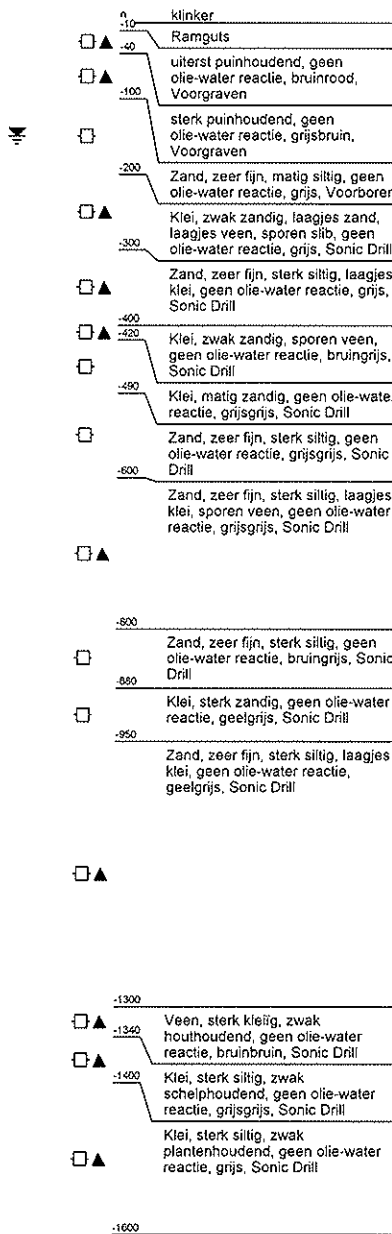 0
klinker
-10
Ramguts
-40
uiterst puinhoudend, geen
olie-water reactie, bruinrood,
Voorgraven
-100
sterk puinhoudend, geen
olie-water reactie, grijsbruin,
Voorgraven
-200
Zand, zeer fijn, matig siltig, geen
olie-water reactie, grijs, Voorboren
Klei, zwak zandig, laagjes zand,
laagjes veen, sporen slib, geen
olie-water reactie, grijs, Sonic Drill
-300
Zand, zeer fijn, sterk siltig, laagjes
klei, geen olie-water reactie, grijs,
Sonic Drill
-400
-420
Klei, zwak zandig, sporen veen,
geen olie-water reactie, bruingrijs,
Sonic Drill
-490
Klei, matig zandig, geen olie-water
reactie, grijsgrijs, Sonic Drill
Zand, zeer fijn, sterk siltig, geen
olie-water reactie, grijsgrijs, Sonic
Drill
-600
Zand, zeer fijn, sterk siltig, laagjes
klei, sporen veen, geen olie-water
reactie, grijsgrijs, Sonic Drill
-800
Zand, zeer fijn, sterk siltig, geen
olie-water reactie, bruingrijs, Sonic
Drill
-880
Klei, sterk zandig, geen olie-water
reactie, geelgrijs, Sonic Drill
-950
Zand, zeer fijn, sterk siltig, laagjes
klei, geen olie-water reactie,
geelgrijs, Sonic Drill
-1300
Veen, sterk kleiïg, zwak
houthoudend, geen olie-water
reactie, bruinbruin, Sonic Drill
-1340
-1400
Klei, sterk siltig, zwak
schelphoudend, geen olie-water
reactie, grijsgrijs, Sonic Drill
Klei, sterk siltig, zwak
plantenhoudend, geen olie-water
reactie, grijs, Sonic Drill
-1600